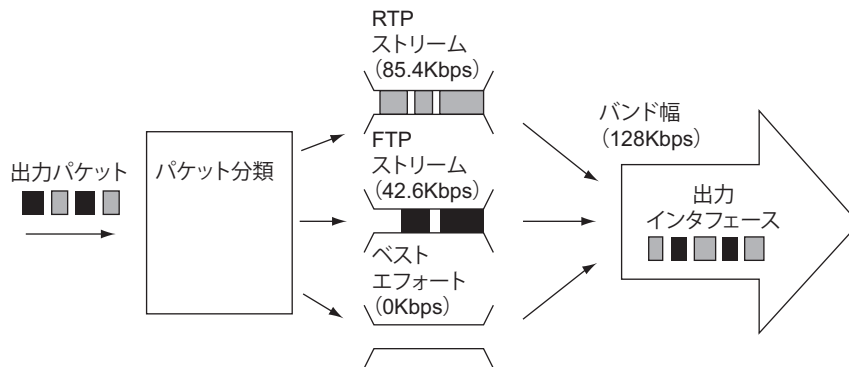 出力パケット
パケット分類
RTP
ストリーム
(85.4Kbps)
FTP
ストリーム
(42.6Kbps)
ベスト
エフォート
(0Kbps)
バンド幅
(128Kbps)
出力
インタフェース